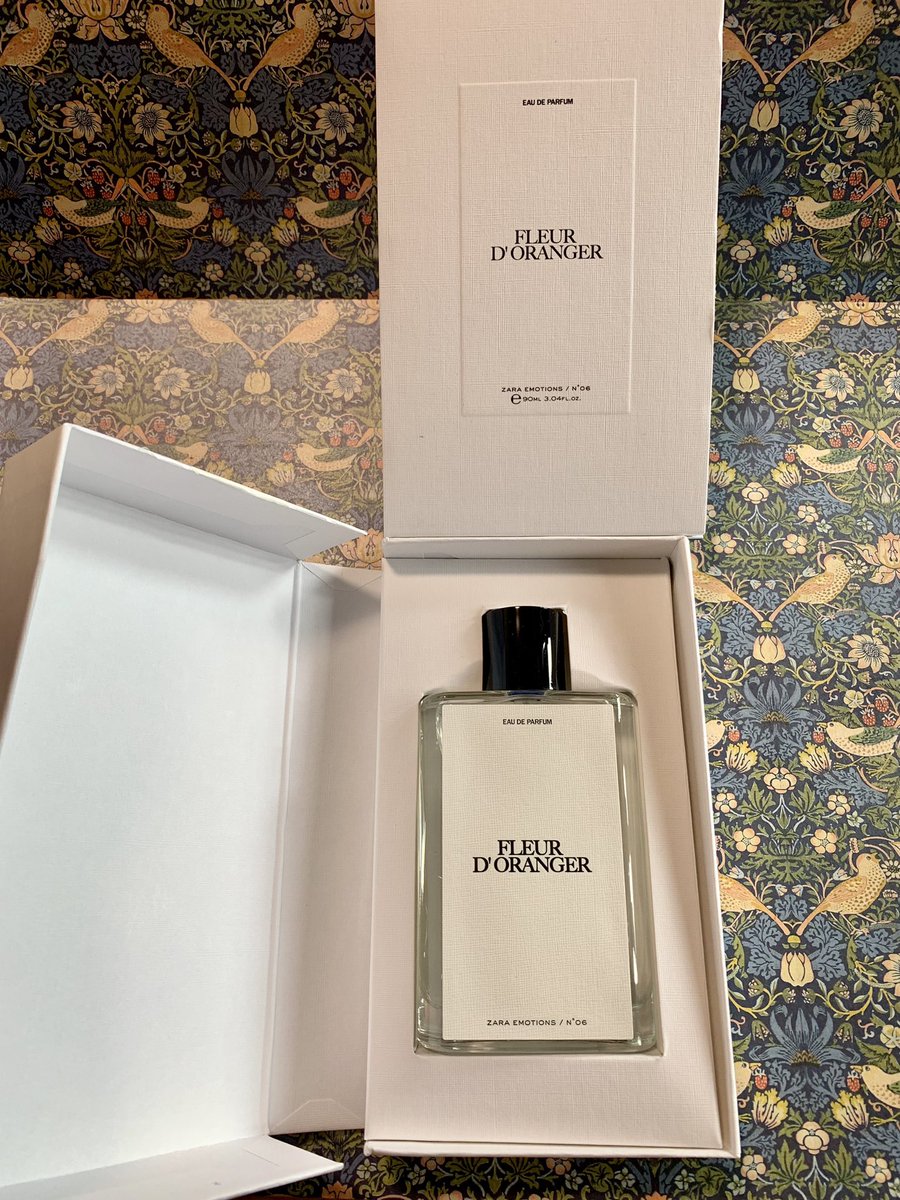 EAU DE PARFUM
FLEUR
D'ORANGER
ZARA EMOTIONS / N°06
℮90ML 3.04FL.OZ.
EAU DE PARFUM
FLEUR
D'ORANGER
ZARA EMOTIONS / N°06